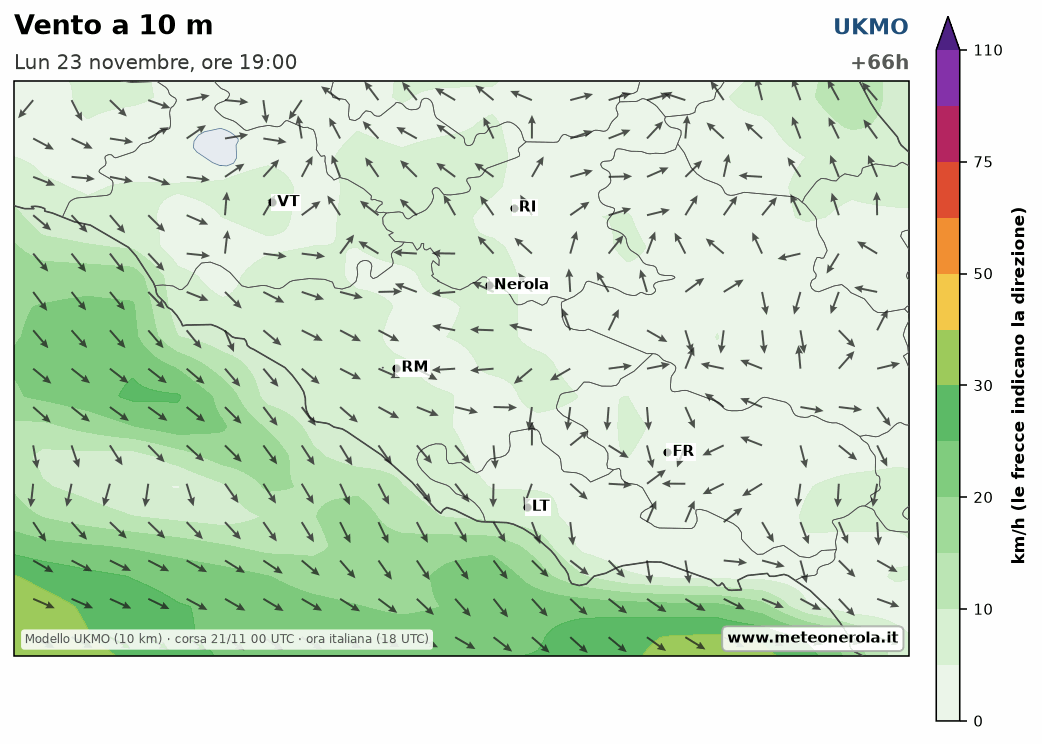 Vento a 10 m
UKMO
Lun 23 novembre, ore 19:00
+66h
VT
RI
Nerola
RM
FR
LT
Modello UKMO (10 km) · corsa 21/11 00 UTC · ora italiana (18 UTC)
www.meteonerola.it
110
75
50
30
20
10
0
km/h (le frecce indicano la direzione)